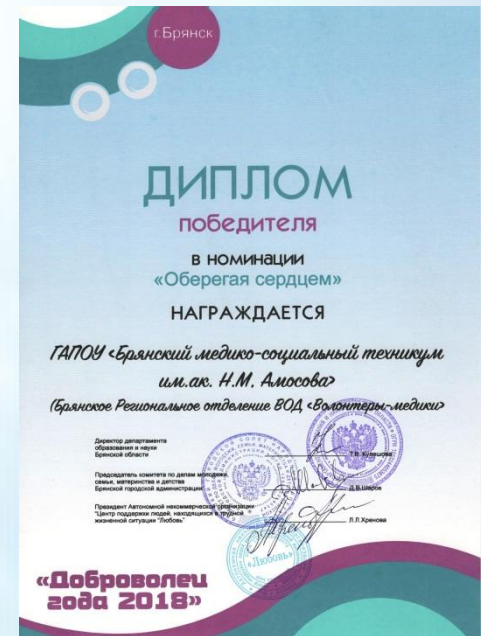 г.Брянск
ДИПЛОМ
победителя
в номинации
«Оберегая сердцем»
НАГРАЖДАЕТСЯ
ГАПОУ «Брянский медико-социальный техникум
им.ак. Н.М. Амосова»
(Брянское Региональное отделение ВОД «Волонтеры-медики»
Директор департамента
образования и науки
Брянской области
Т.В. Кулешова
Председатель комитета по делам молодежи,
семьи, материнства и детства
Брянской городской администрации
Д.В.Шаров
Президент Автономной некоммерческой организации
"Центр поддержки людей, находящихся в трудной
жизненной ситуации "Любовь"
Л.Л.Хренова
«Любовь»
«Доброволец
года 2018»